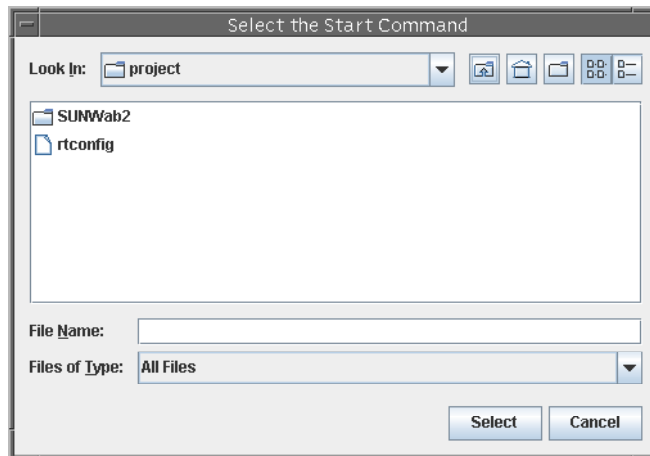 Select the Start Command
Look In: project
SUNWab2
rtconfig
File Name:
Files of Type: All Files
Select Cancel